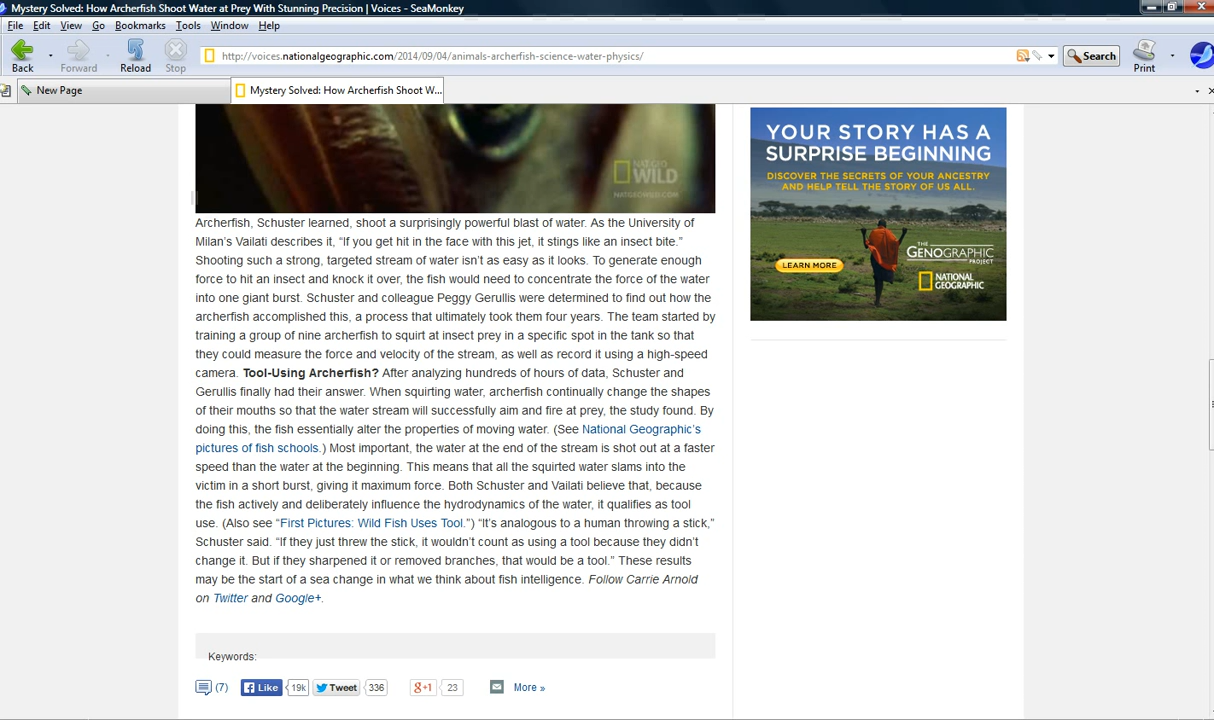 Mystery Solved: How Archerfish Shoot Water at Prey With Stunning Precision | Voices - SeaMonkey
File Edit View Go Bookmarks Tools Window Help
Back Forward Reload Stop http://voices.nationalgeographic.com/2014/09/04/animals-archerfish-science-water-physics/ Search Print
New Page Mystery Solved: How Archerfish Shoot W...
NAT GEO
WILD
NATGEOWILD.COM
Archerfish, Schuster learned, shoot a surprisingly powerful blast of water. As the University of
Milan’s Vailati describes it, “If you get hit in the face with this jet, it stings like an insect bite.”
Shooting such a strong, targeted stream of water isn’t as easy as it looks. To generate enough
force to hit an insect and knock it over, the fish would need to concentrate the force of the water
into one giant burst. Schuster and colleague Peggy Gerullis were determined to find out how the
archerfish accomplished this, a process that ultimately took them four years. The team started by
training a group of nine archerfish to squirt at insect prey in a specific spot in the tank so that
they could measure the force and velocity of the stream, as well as record it using a high-speed
camera. Tool-Using Archerfish? After analyzing hundreds of hours of data, Schuster and
Gerullis finally had their answer. When squirting water, archerfish continually change the shapes
of their mouths so that the water stream will successfully aim and fire at prey, the study found. By
doing this, the fish essentially alter the properties of moving water. (See National Geographic’s
pictures of fish schools.) Most important, the water at the end of the stream is shot out at a faster
speed than the water at the beginning. This means that all the squirted water slams into the
victim in a short burst, giving it maximum force. Both Schuster and Vailati believe that, because
the fish actively and deliberately influence the hydrodynamics of the water, it qualifies as tool
use. (Also see “First Pictures: Wild Fish Uses Tool.”) “It’s analogous to a human throwing a stick,”
Schuster said. “If they just threw the stick, it wouldn’t count as using a tool because they didn’t
change it. But if they sharpened it or removed branches, that would be a tool.” These results
may be the start of a sea change in what we think about fish intelligence. Follow Carrie Arnold
on Twitter and Google+.
Keywords:
(7) Like 19k Tweet 336 g+1 23 More »
YOUR STORY HAS A
SURPRISE BEGINNING
DISCOVER THE SECRETS OF YOUR ANCESTRY
AND HELP TELL THE STORY OF US ALL.
LEARN MORE
THE
GENOGRAPHIC
PROJECT
NATIONAL
GEOGRAPHIC